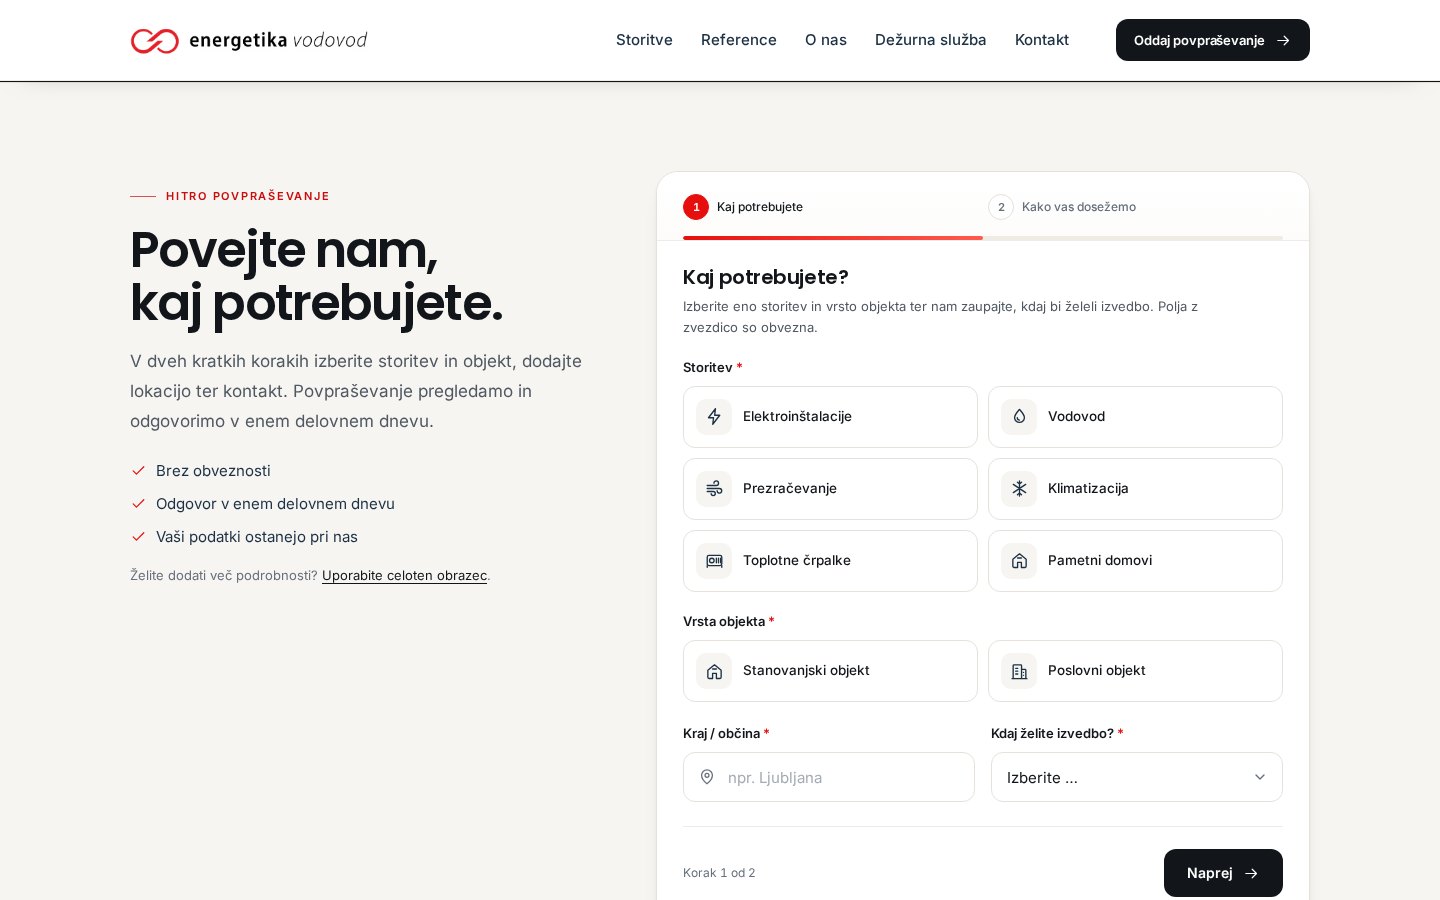 energetika vodovod
Storitve
Reference
O nas
Dežurna služba
Kontakt
Oddaj povpraševanje
HITRO POVPRAŠEVANJE
Povejte nam,
kaj potrebujete.
V dveh kratkih korakih izberite storitev in objekt, dodajte
lokacijo ter kontakt. Povpraševanje pregledamo in
odgovorimo v enem delovnem dnevu.
Brez obveznosti
Odgovor v enem delovnem dnevu
Vaši podatki ostanejo pri nas
Želite dodati več podrobnosti? Uporabite celoten obrazec.
1 Kaj potrebujete
2 Kako vas dosežemo
Kaj potrebujete?
Izberite eno storitev in vrsto objekta ter nam zaupajte, kdaj bi želeli izvedbo. Polja z
zvezdico so obvezna.
Storitev *
Elektroinštalacije
Vodovod
Prezračevanje
Klimatizacija
Toplotne črpalke
Pametni domovi
Vrsta objekta *
Stanovanjski objekt
Poslovni objekt
Kraj / občina *
npr. Ljubljana
Kdaj želite izvedbo? *
Izberite ...
Korak 1 od 2
Naprej